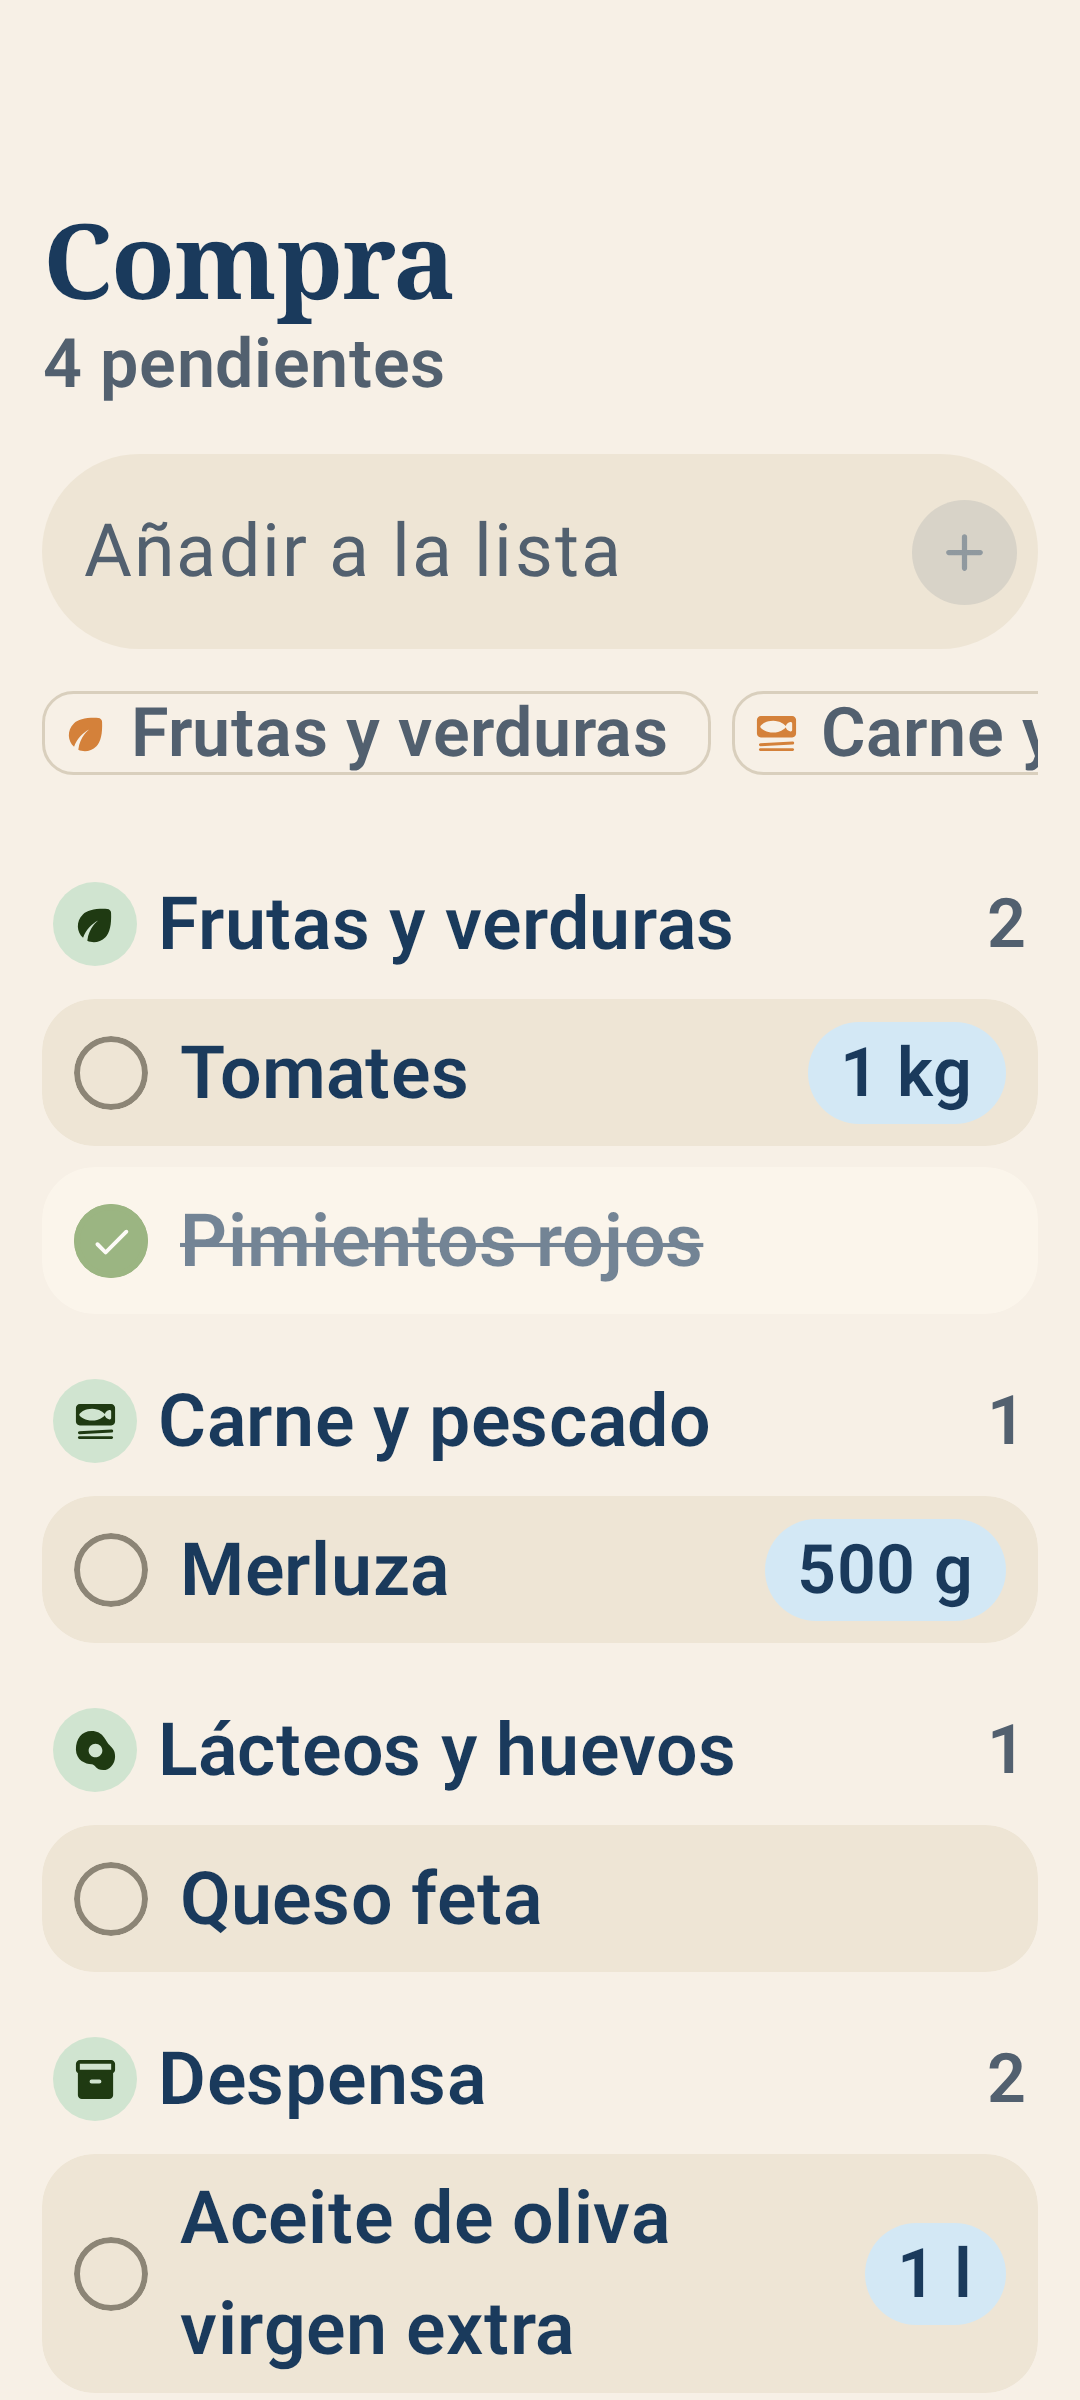 Compra
4 pendientes
Añadir a la lista
Frutas y verduras
Carne y
Frutas y verduras
2
Tomates
1 kg
Pimientos rojos
Carne y pescado
1
Merluza
500 g
Lácteos y huevos
1
Queso feta
Despensa
2
Aceite de oliva
virgen extra
1 l